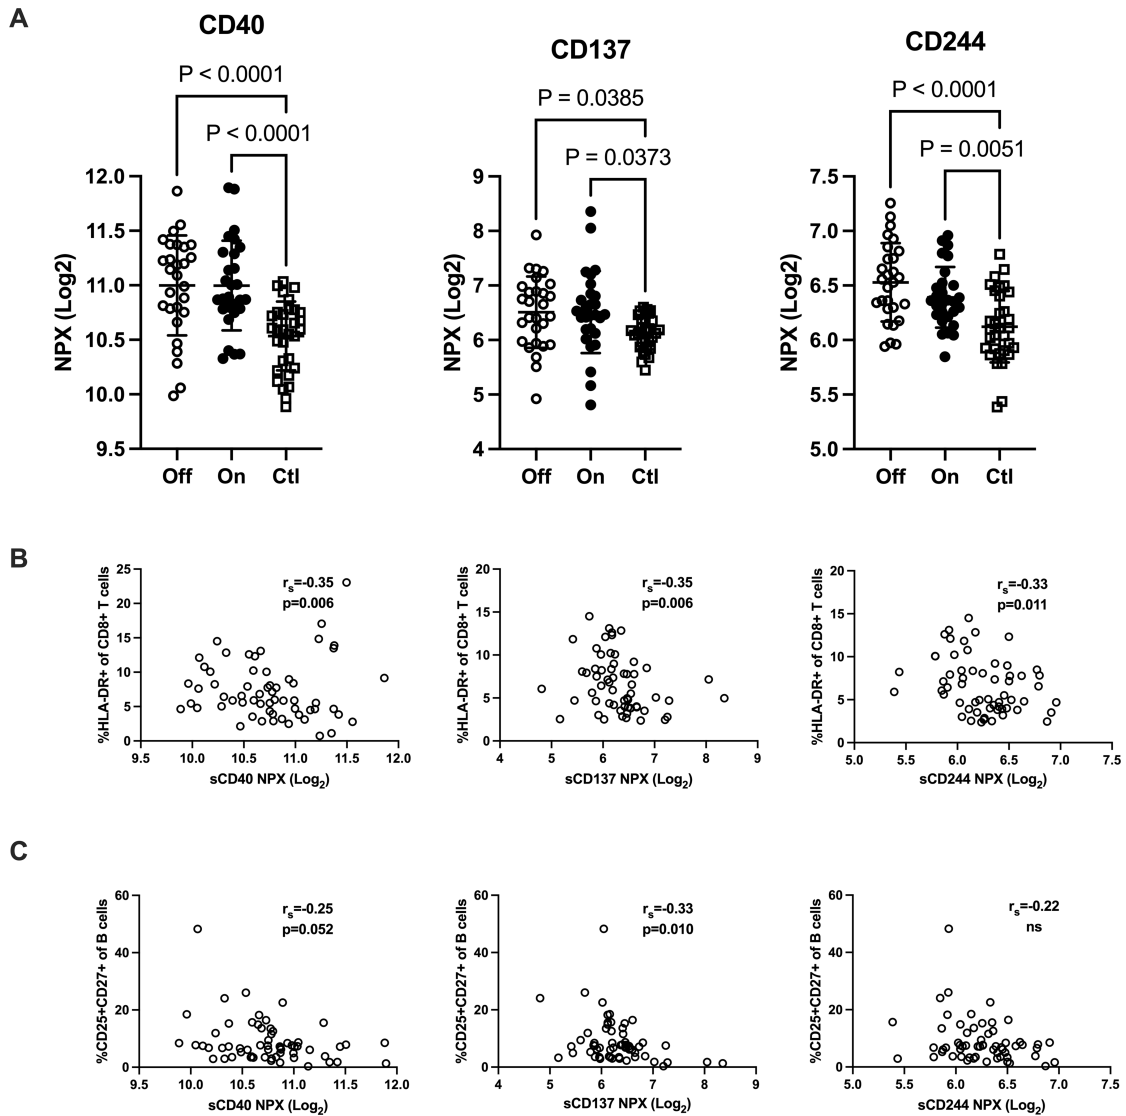 A
CD40
CD137
CD244
P < 0.0001
P < 0.0001
P = 0.0385
P = 0.0373
P < 0.0001
P = 0.0051
NPX (Log2)
12.0
11.5
11.0
10.5
10.0
9.5
Off On Ctl
NPX (Log2)
9
8
7
6
5
4
Off On Ctl
NPX (Log2)
7.5
7.0
6.5
6.0
5.5
5.0
Off On Ctl
B
%HLA-DR+ of CD8+ T cells
25
20
15
10
5
0
rs=-0.35
p=0.006
9.5 10.0 10.5 11.0 11.5 12.0
sCD40 NPX (Log2)
%HLA-DR+ of CD8+ T cells
20
15
10
5
0
rs=-0.35
p=0.006
4 5 6 7 8 9
sCD137 NPX (Log2)
%HLA-DR+ of CD8+ T cells
20
15
10
5
0
rs=-0.33
p=0.011
5.0 5.5 6.0 6.5 7.0 7.5
sCD244 NPX (Log2)
C
%CD25+CD27+ of B cells
60
40
20
0
rs=-0.25
p=0.052
9.5 10.0 10.5 11.0 11.5 12.0
sCD40 NPX (Log2)
%CD25+CD27+ of B cells
60
40
20
0
rs=-0.33
p=0.010
4 5 6 7 8 9
sCD137 NPX (Log2)
%CD25+CD27+ of B cells
60
40
20
0
rs=-0.22
ns
5.0 5.5 6.0 6.5 7.0 7.5
sCD244 NPX (Log2)